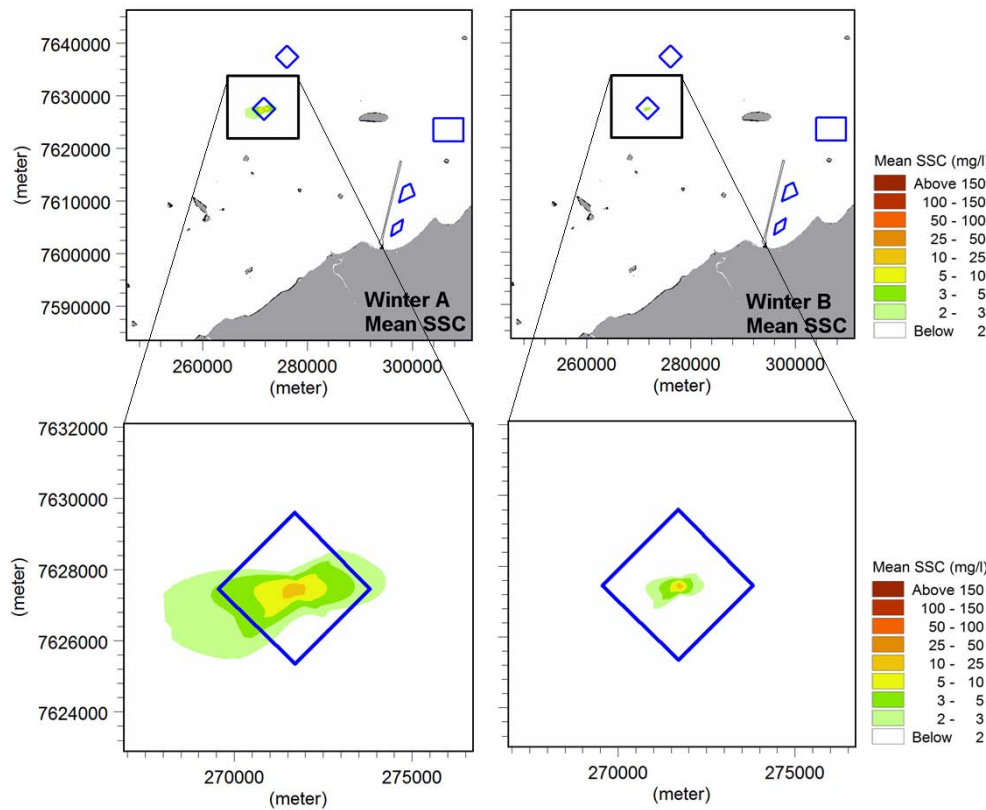 7640000
7630000
7620000
7610000
7600000
7590000
(meter)
Winter A
Mean SSC
260000 280000 300000
(meter)
Winter B
Mean SSC
260000 280000 300000
(meter)
Mean SSC (mg/l)
Above 150
100 - 150
50 - 100
25 - 50
10 - 25
5 - 10
3 - 5
2 - 3
Below 2
7632000
7630000
7628000
7626000
7624000
(meter)
270000 275000
(meter)
270000 275000
(meter)
Mean SSC (mg/l)
Above 150
100 - 150
50 - 100
25 - 50
10 - 25
5 - 10
3 - 5
2 - 3
Below 2